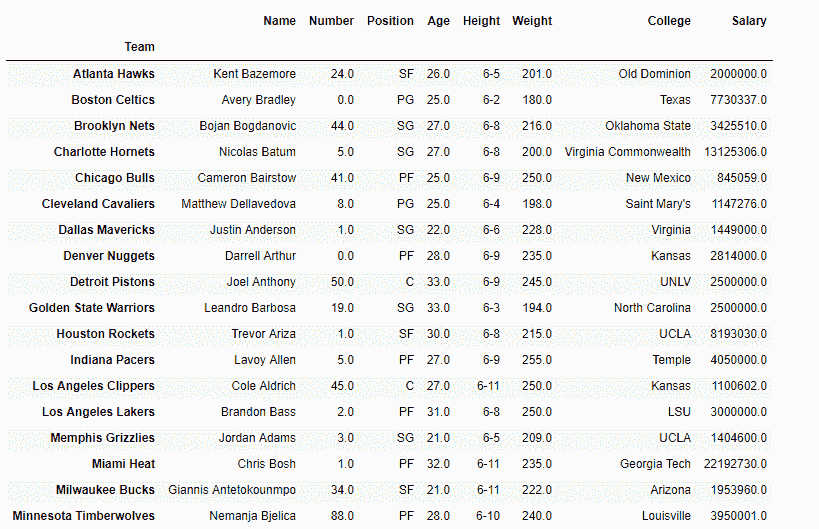 Name Number Position Age Height Weight College Salary
Team
Atlanta Hawks Kent Bazemore 24.0 SF 26.0 6-5 201.0 Old Dominion 2000000.0
Boston Celtics Avery Bradley 0.0 PG 25.0 6-2 180.0 Texas 7730337.0
Brooklyn Nets Bojan Bogdanovic 44.0 SG 27.0 6-8 216.0 Oklahoma State 3425510.0
Charlotte Hornets Nicolas Batum 5.0 SG 27.0 6-8 200.0 Virginia Commonwealth 13125306.0
Chicago Bulls Cameron Bairstow 41.0 PF 25.0 6-9 250.0 New Mexico 845059.0
Cleveland Cavaliers Matthew Dellavedova 8.0 PG 25.0 6-4 198.0 Saint Mary's 1147276.0
Dallas Mavericks Justin Anderson 1.0 SG 22.0 6-6 228.0 Virginia 1449000.0
Denver Nuggets Darrell Arthur 0.0 PF 28.0 6-9 235.0 Kansas 2814000.0
Detroit Pistons Joel Anthony 50.0 C 33.0 6-9 245.0 UNLV 2500000.0
Golden State Warriors Leandro Barbosa 19.0 SG 33.0 6-3 194.0 North Carolina 2500000.0
Houston Rockets Trevor Ariza 1.0 SF 30.0 6-8 215.0 UCLA 8193030.0
Indiana Pacers Lavoy Allen 5.0 PF 27.0 6-9 255.0 Temple 4050000.0
Los Angeles Clippers Cole Aldrich 45.0 C 27.0 6-11 250.0 Kansas 1100602.0
Los Angeles Lakers Brandon Bass 2.0 PF 31.0 6-8 250.0 LSU 3000000.0
Memphis Grizzlies Jordan Adams 3.0 SG 21.0 6-5 209.0 UCLA 1404600.0
Miami Heat Chris Bosh 1.0 PF 32.0 6-11 235.0 Georgia Tech 22192730.0
Milwaukee Bucks Giannis Antetokounmpo 34.0 SF 21.0 6-11 222.0 Arizona 1953960.0
Minnesota Timberwolves Nemanja Bjelica 88.0 PF 28.0 6-10 240.0 Louisville 3950001.0